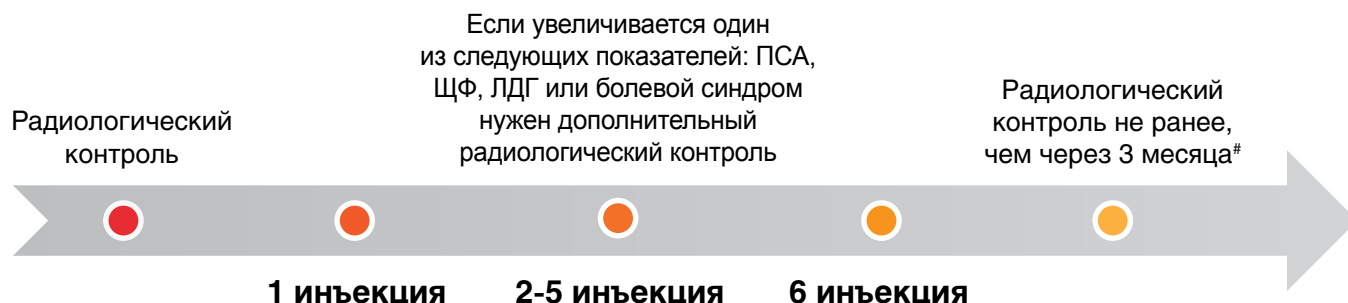 Радиологический
контроль
Если увеличивается один
из следующих показателей: ПСА,
ЩФ, ЛДГ или болевой синдром
нужен дополнительный
радиологический контроль
Радиологический
контроль не ранее,
чем через 3 месяца#
1 инъекция
2-5 инъекция
6 инъекция